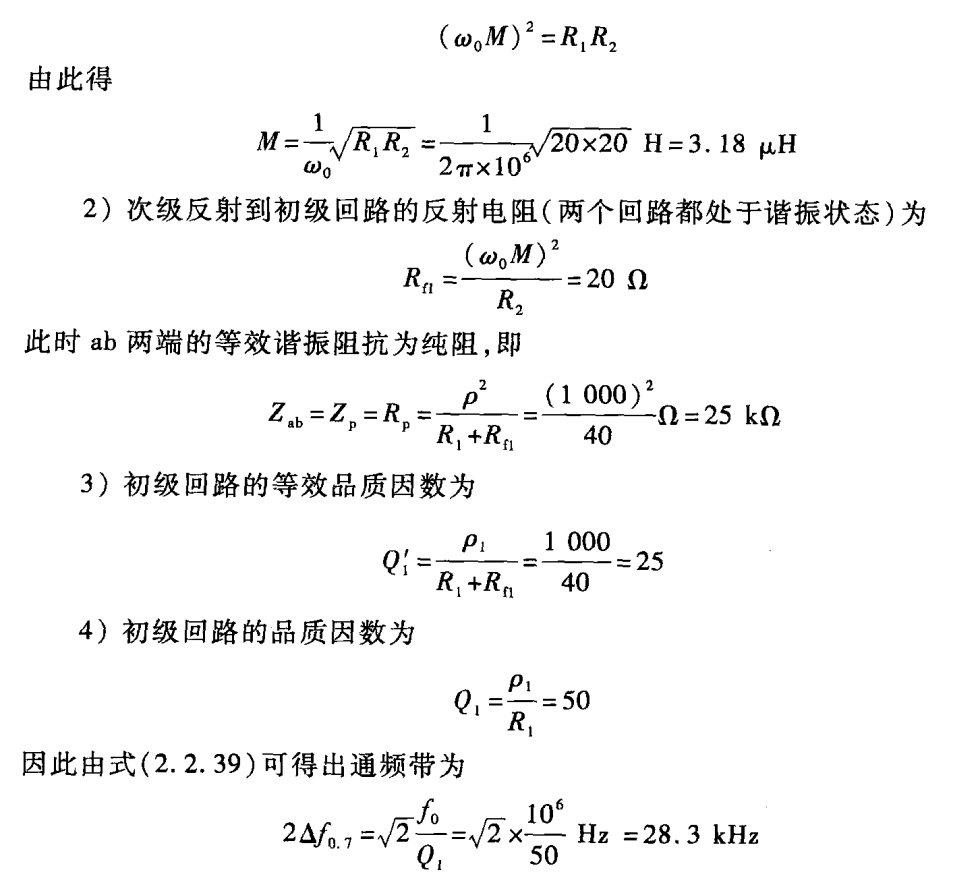 (ω₀M)²=R₁R₂
由此得
M=1/ω₀ √(R₁R₂)=1/(2π×10⁶) √(20×20) H=3.18 μH
2) 次级反射到初级回路的反射电阻(两个回路都处于谐振状态)为
R_f1=(ω₀M)²/R₂=20 Ω
此时 ab 两端的等效谐振阻抗为纯阻,即
Z_ab=Z_p=R_p=ρ²/(R₁+R_f1)=(1 000)²/40 Ω=25 kΩ
3) 初级回路的等效品质因数为
Q₁′=ρ₁/(R₁+R_f1)=1 000/40=25
4) 初级回路的品质因数为
Q₁=ρ₁/R₁=50
因此由式(2.2.39)可得出通频带为
2Δf₀.₇=√2 f₀/Q₁=√2×10⁶/50 Hz =28.3 kHz